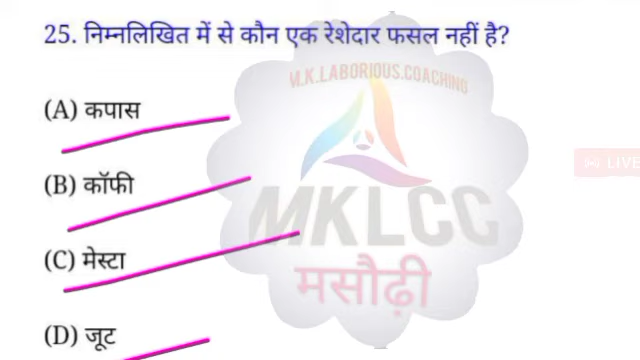 25. निम्नलिखित में से कौन एक रेशेदार फसल नहीं है?
M.K.LABORIOUS.COACHING
(A) कपास
LIVE
(B) कॉफी
MKLCC
(C) मेस्टा
मसौढ़ी
(D) जूट